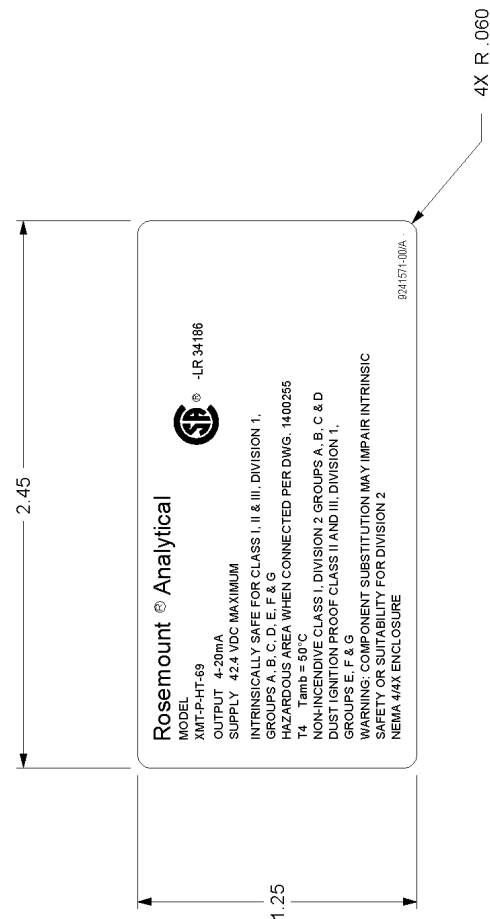 2.45
4X R .060
1.25
Rosemount ® Analytical
MODEL
XMT-P-HT-69
OUTPUT 4-20mA
SUPPLY 42.4 VDC MAXIMUM
SA ® -LR 34186
INTRINSICALLY SAFE FOR CLASS I, II & III, DIVISION 1,
GROUPS A, B, C, D, E, F & G
HAZARDOUS AREA WHEN CONNECTED PER DWG. 1400255
T4 Tamb = 50°C
NON-INCENDIVE CLASS I, DIVISION 2 GROUPS A, B, C & D
DUST IGNITION PROOF CLASS II AND III, DIVISION 1,
GROUPS E, F & G
WARNING: COMPONENT SUBSTITUTION MAY IMPAIR INTRINSIC
SAFETY OR SUITABILITY FOR DIVISION 2
NEMA 4/4X ENCLOSURE
9241571-00/A